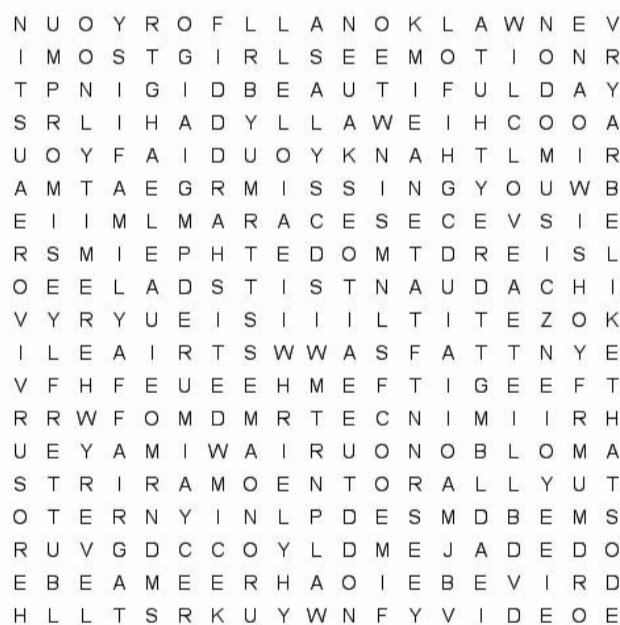 N U O Y R O F L L A N O K L A W N E V
I M O S T G I R L S E E M O T I O N R
T P N I G I D B E A U T I F U L D A Y
S R L I H A D Y L L A W E I H C O O A
U O Y F A I D U O Y K N A H T L M I R
A M T A E G R M I S S I N G Y O U W B
E I I M L M A R A C E S E C E V S I E
R S M I E P H T E D O M T D R E I S L
O E E L A D S T I S T N A U D A C H I
V Y R Y U E I S I I I L T I T E Z O K
I L E A I R T S W W A S F A T T N Y E
V F H F E U E E H M E F T I G E E F T
R R W F O M D M R T E C N I M I I R H
U E Y A M I W A I R U O N O B L O M A
S T R I R A M O E N T O R A L L Y U T
O T E R N Y I N L P D E S M D B E M S
R U V G D C C O Y L D M E J A D E D O
E B E A M E E R H A O I E B E V I R D
H L L T S R K U Y W N F Y V I D E O E